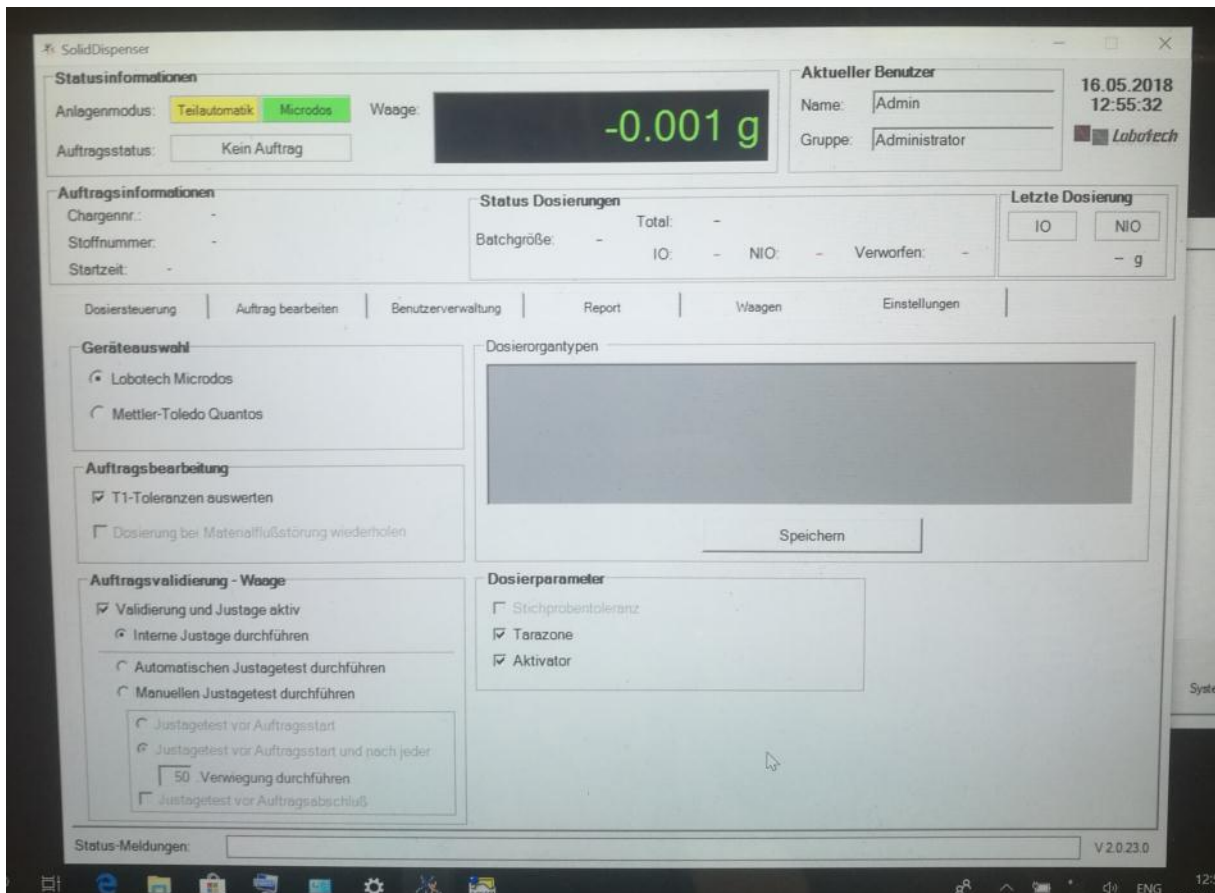 SolidDispenser
Statusinformationen
Anlagenmodus: Teilautomatik Microdos Waage: -0.001 g
Auftragsstatus: Kein Auftrag
Aktueller Benutzer
Name: Admin
Gruppe: Administrator
16.05.2018
12:55:32
Lobotech
Auftragsinformationen
Chargennr.: -
Stoffnummer: -
Startzeit: -
Status Dosierungen
Total: -
Batchgröße: -
IO: - NIO: - Verworfen: -
Letzte Dosierung
IO NIO
- g
Dosiersteuerung Auftrag bearbeiten Benutzerverwaltung Report Waagen Einstellungen
Geräteauswahl
Lobotech Microdos
Mettler-Toledo Quantos
Dosierorgantypen
Speichern
Auftragsbearbeitung
T1-Toleranzen auswerten
Dosierung bei Materialflußstörung wiederholen
Auftragsvalidierung - Waage
Validierung und Justage aktiv
Interne Justage durchführen
Automatischen Justagetest durchführen
Manuellen Justagetest durchführen
Justagetest vor Auftragsstart
Justagetest vor Auftragsstart und nach jeder
50 .Verwiegung durchführen
Justagetest vor Auftragsabschluß
Dosierparameter
Stichprobentoleranz
Tarazone
Aktivator
Status-Meldungen:
V 2.0.23.0
ENG